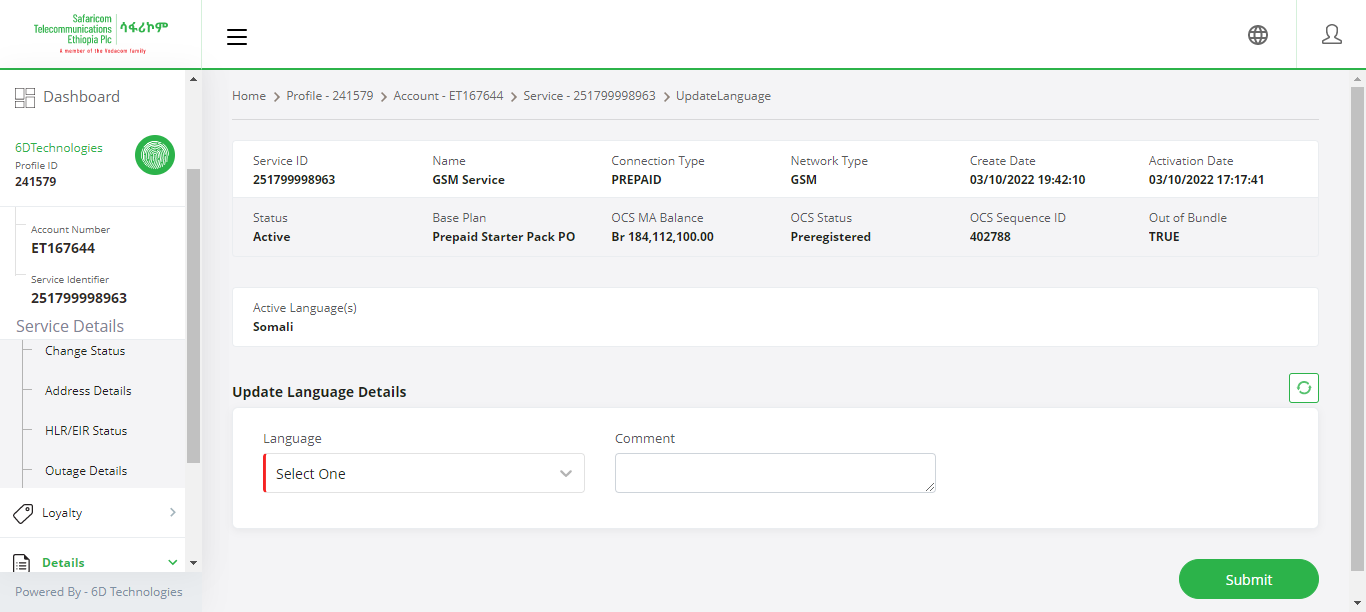 Safaricom
Telecommunications
Ethiopia Plc
ሳፋሪኮም
A member of the Vodacom family
Dashboard
6DTechnologies
Profile ID
241579
Account Number
ET167644
Service Identifier
251799998963
Service Details
Change Status
Address Details
HLR/EIR Status
Outage Details
Loyalty
Details
Powered By - 6D Technologies
Home > Profile - 241579 > Account - ET167644 > Service - 251799998963 > UpdateLanguage
Service ID Name Connection Type Network Type Create Date Activation Date
251799998963 GSM Service PREPAID GSM 03/10/2022 19:42:10 03/10/2022 17:17:41
Status Base Plan OCS MA Balance OCS Status OCS Sequence ID Out of Bundle
Active Prepaid Starter Pack PO Br 184,112,100.00 Preregistered 402788 TRUE
Active Language(s)
Somali
Update Language Details
Language Comment
Select One
Submit